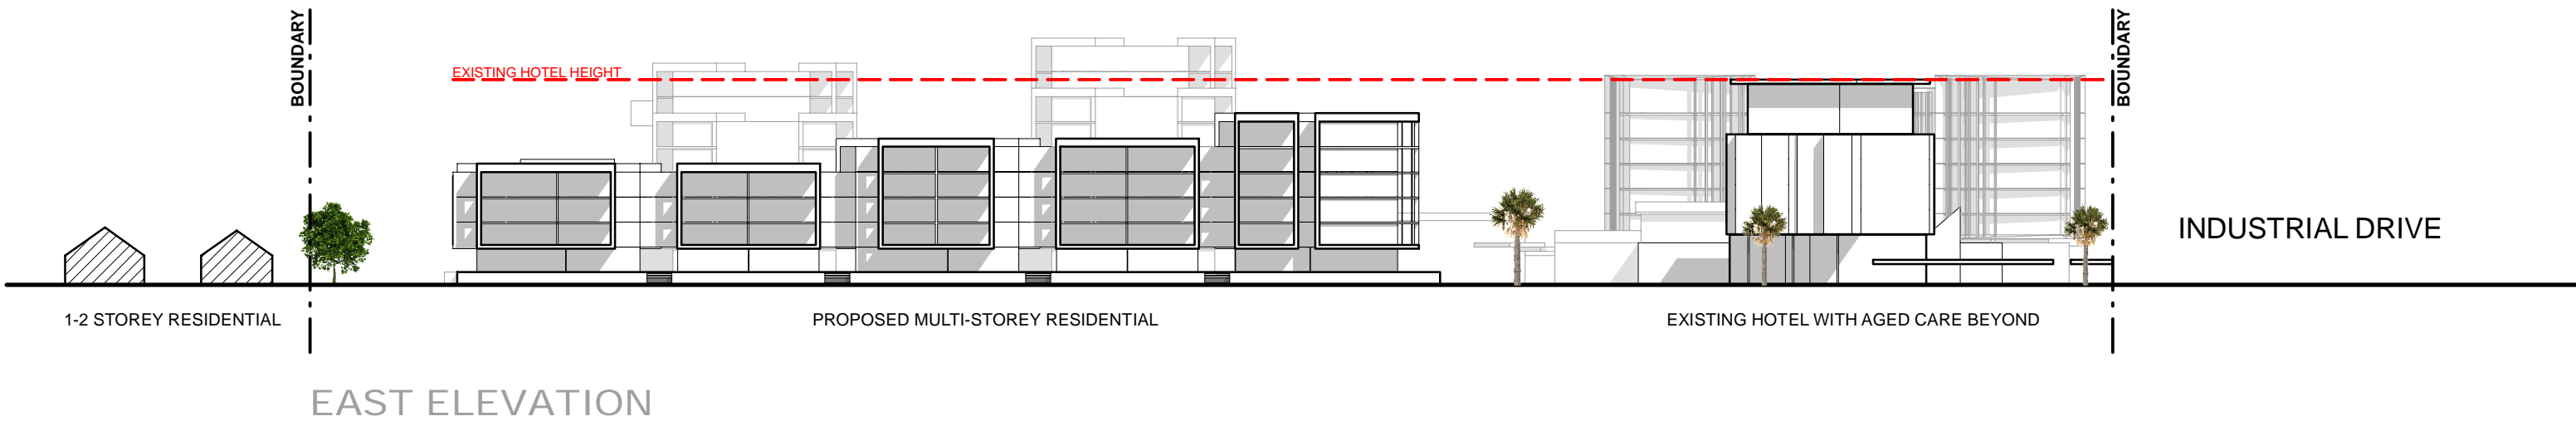 BOUNDARY
EXISTING HOTEL HEIGHT
BOUNDARY
INDUSTRIAL DRIVE
1-2 STOREY RESIDENTIAL
PROPOSED MULTI-STOREY RESIDENTIAL
EXISTING HOTEL WITH AGED CARE BEYOND
EAST ELEVATION